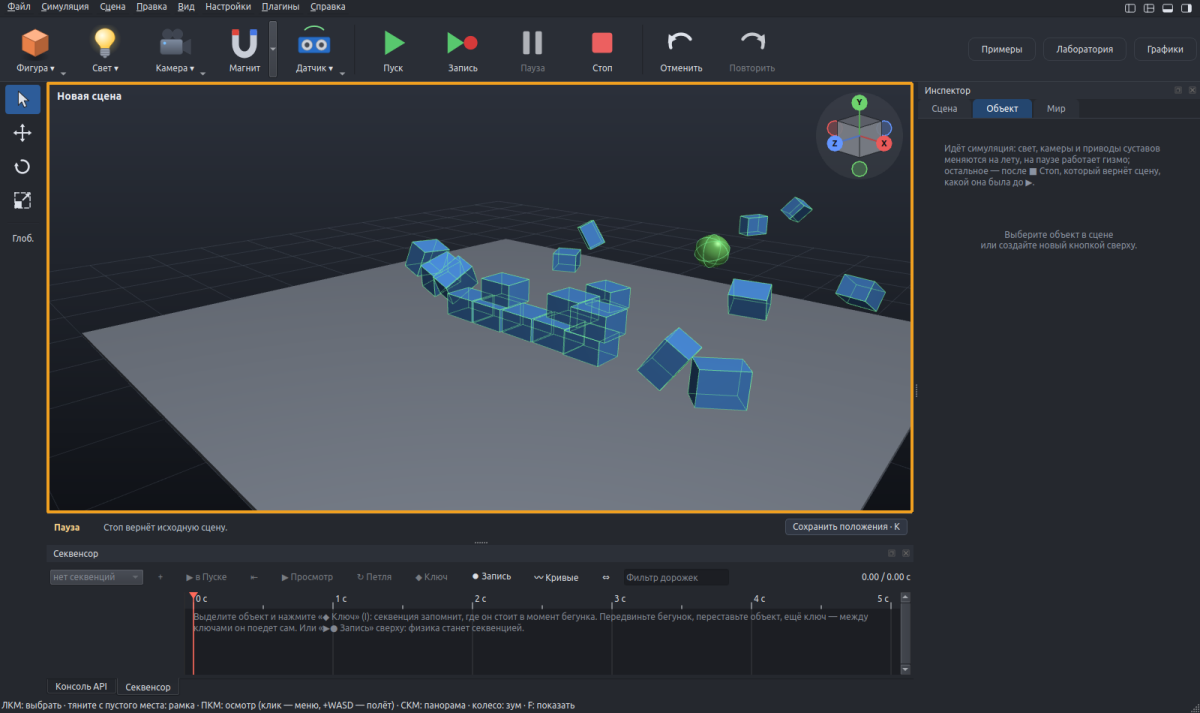 Файл Симуляция Сцена Правка Вид Настройки Плагины Справка
Фигура ▾ Свет ▾ Камера ▾ Магнит Датчик ▾ Пуск Запись Пауза Стоп Отменить Повторить Примеры Лаборатория Графики
Новая сцена
Y
Z X
Глоб.
Инспектор
Сцена Объект Мир
Идёт симуляция: свет, камеры и приводы суставов
меняются на лету, на паузе работает гизмо;
остальное — после ■ Стоп, который вернёт сцену,
какой она была до ▶.
Выберите объект в сцене
или создайте новый кнопкой сверху.
Пауза Стоп вернёт исходную сцену. Сохранить положения · K
Секвенсор
нет секвенций + ▶ в Пуске ⇤ ▶ Просмотр ↻ Петля ◆ Ключ ● Запись 〰 Кривые ⇔ Фильтр дорожек 0.00 / 0.00 с
0 с 1 с 2 с 3 с 4 с 5 с
Выделите объект и нажмите «◆ Ключ» (I): секвенция запомнит, где он стоит в момент бегунка. Передвиньте бегунок, переставьте объект, ещё ключ — между
ключами он поедет сам. Или «▶● Запись» сверху: физика станет секвенцией.
Консоль API Секвенсор
ЛКМ: выбрать · тяните с пустого места: рамка · ПКМ: осмотр (клик — меню, +WASD — полёт) · СКМ: панорама · колесо: зум · F: показать